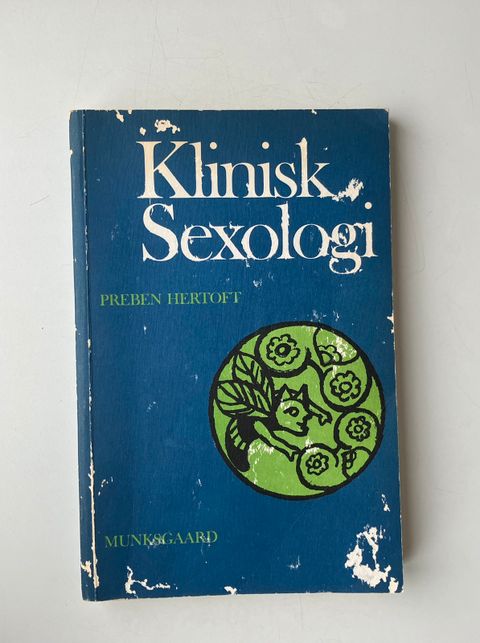 Klinisk
Sexologi
PREBEN HERTOFT
MUNKSGAARD